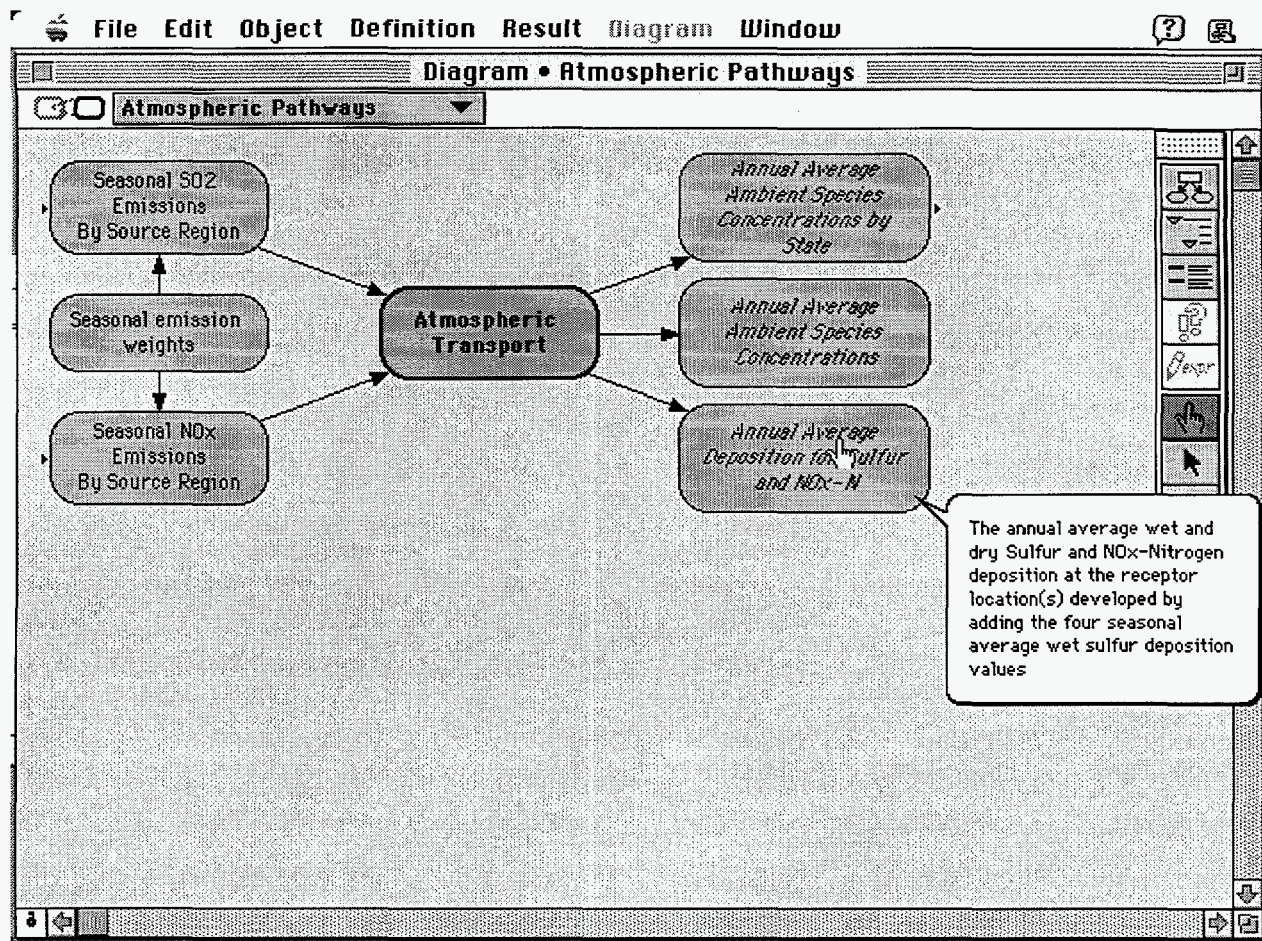 File Edit Object Definition Result Diagram Window
Diagram • Atmospheric Pathways
Atmospheric Pathways
Seasonal SO2
Emissions
By Source Region
Seasonal emission
weights
Seasonal NOx
Emissions
By Source Region
Atmospheric
Transport
Annual Average
Ambient Species
Concentrations by
State
Annual Average
Ambient Species
Concentrations
Annual Average
Deposition for Sulfur
and NOx-N
expr
The annual average wet and
dry Sulfur and NOx-Nitrogen
deposition at the receptor
location(s) developed by
adding the four seasonal
average wet sulfur deposition
values